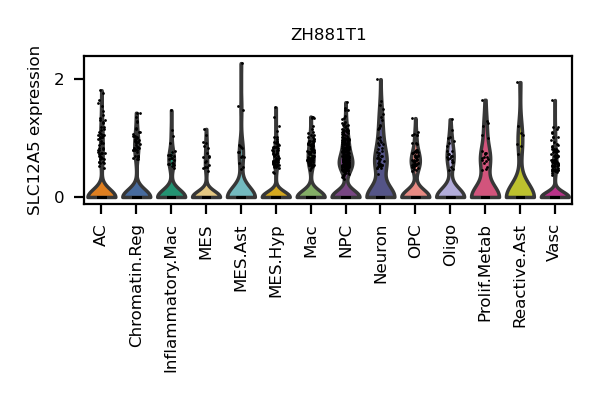 ZH881T1
SLC12A5 expression
2
0
AC
Chromatin.Reg
Inflammatory.Mac
MES
MES.Ast
MES.Hyp
Mac
NPC
Neuron
OPC
Oligo
Prolif.Metab
Reactive.Ast
Vasc